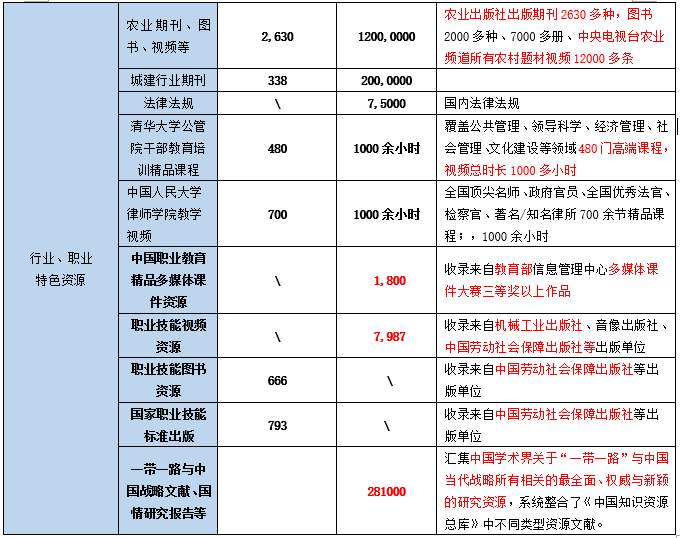 农业期刊、图
书、视频等
2,630
1200,0000
农业出版社出版期刊 2630 多种，图书
2000 多种、7000 多册、中央电视台农业
频道所有农村题材视频 12000 多条
城建行业期刊
338
200,0000
法律法规
\
7,5000
国内法律法规
清华大学公管
院干部教育培
训精品课程
480
1000 余小时
覆盖公共管理、领导科学、经济管理、社
会管理、文化建设等领域 480 门高端课程，
视频总时长 1000 多小时
中国人民大学
律师学院教学
视频
700
1000 余小时
全国顶尖名师、政府官员、全国优秀法官、
检察官、著名/知名律所 700 余节精品课
程；，1000 余小时
行业、职业
特色资源
中国职业教育
精品多媒体课
件资源
\
1,800
收录来自教育部信息管理中心多媒体课
件大赛三等奖以上作品
职业技能视频
资源
\
7,987
收录来自机械工业出版社、音像出版社、
中国劳动社会保障出版社等出版单位
职业技能图书
资源
666
\
收录来自中国劳动社会保障出版社等出
版单位
国家职业技能
标准出版
793
\
收录来自中国劳动社会保障出版社等出
版单位
一带一路与中
国战略文献、国
情研究报告等
281000
汇集中国学术界关于“一带一路”与中国
当代战略所有相关的最全面、权威与新颖
的研究资源，系统整合了《中国知识资源
总库》中不同类型资源文献。